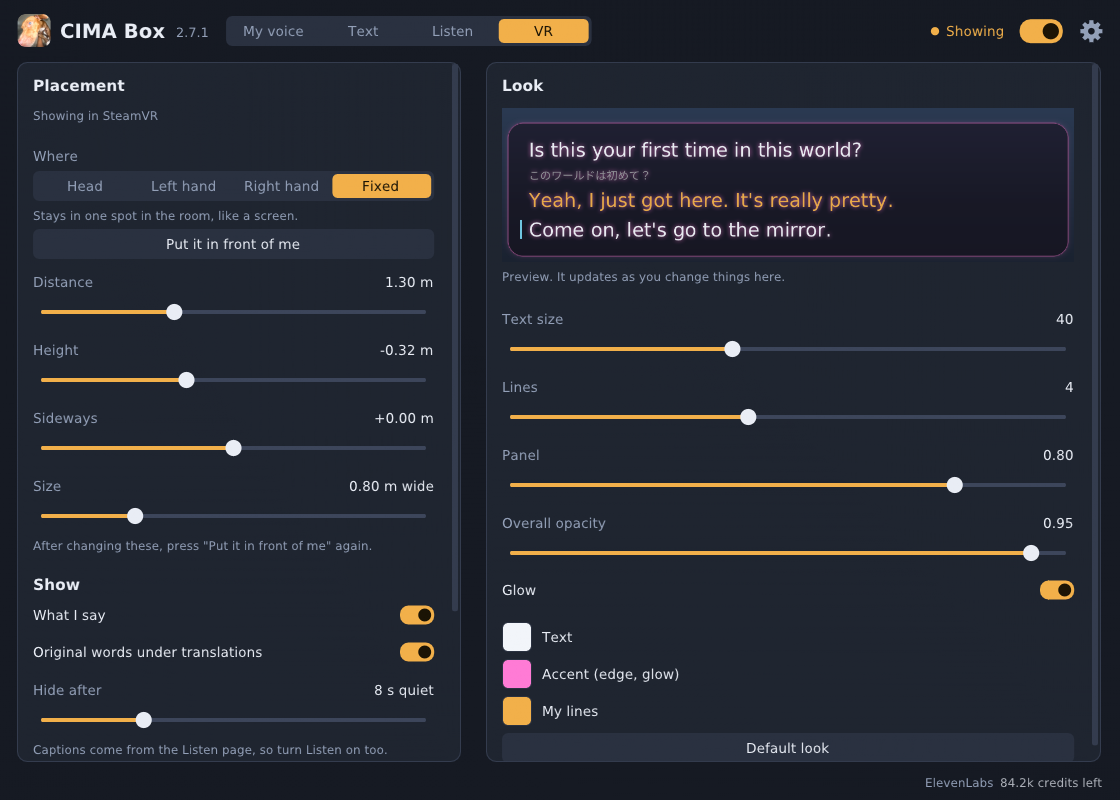 CIMA Box 2.7.1
My voice
Text
Listen
VR
Showing
Placement
Showing in SteamVR
Where
Head
Left hand
Right hand
Fixed
Stays in one spot in the room, like a screen.
Put it in front of me
Distance 1.30 m
Height -0.32 m
Sideways +0.00 m
Size 0.80 m wide
After changing these, press "Put it in front of me" again.
Show
What I say
Original words under translations
Hide after 8 s quiet
Captions come from the Listen page, so turn Listen on too.
Look
Is this your first time in this world?
このワールドは初めて？
Yeah, I just got here. It's really pretty.
Come on, let's go to the mirror.
Preview. It updates as you change things here.
Text size 40
Lines 4
Panel 0.80
Overall opacity 0.95
Glow
Text
Accent (edge, glow)
My lines
Default look
ElevenLabs 84.2k credits left